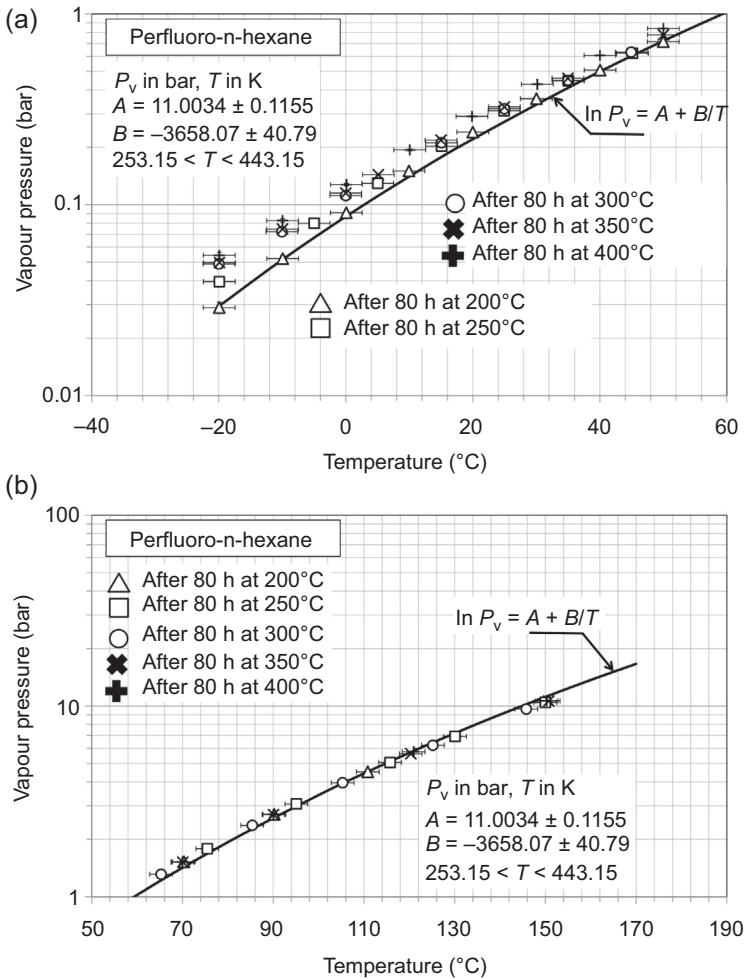 (a)
1
Perfluoro-n-hexane
Pv in bar, T in K
A = 11.0034 ± 0.1155
B = –3658.07 ± 40.79
253.15 < T < 443.15
ln Pv = A + B/T
Vapour pressure (bar)
0.1
After 80 h at 300°C
After 80 h at 350°C
After 80 h at 400°C
After 80 h at 200°C
After 80 h at 250°C
0.01
–40 –20 0 20 40 60
Temperature (°C)
(b)
100
Perfluoro-n-hexane
After 80 h at 200°C
After 80 h at 250°C
After 80 h at 300°C
After 80 h at 350°C
After 80 h at 400°C
ln Pv = A + B/T
Vapour pressure (bar)
10
Pv in bar, T in K
A = 11.0034 ± 0.1155
B = –3658.07 ± 40.79
253.15 < T < 443.15
1
50 70 90 110 130 150 170 190
Temperature (°C)